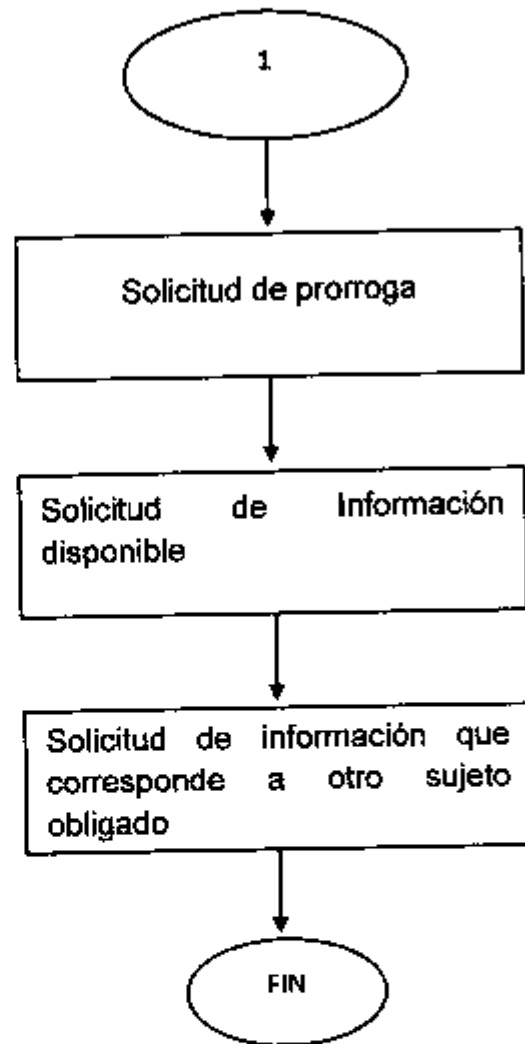 1
Solicitud de prorroga
Solicitud de Información
disponible
Solicitud de información que
corresponde a otro sujeto
obligado
FIN